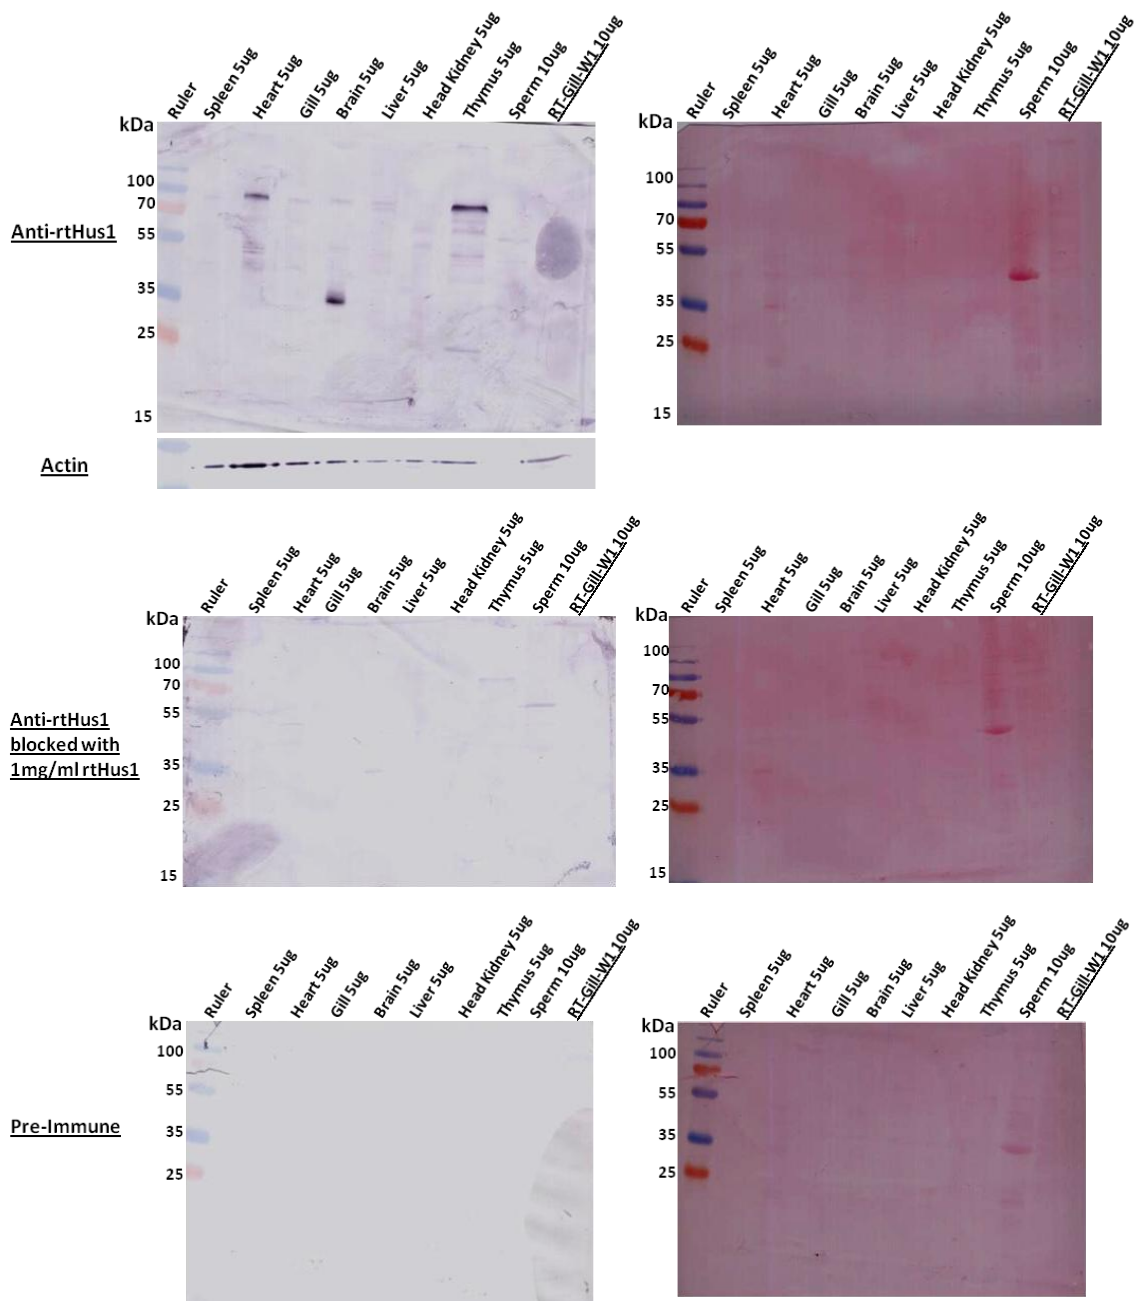 Ruler
Spleen 5ug
Heart 5ug
Gill 5ug
Brain 5ug
Liver 5ug
Head Kidney 5ug
Thymus 5ug
Sperm 10ug
RT-Gill-W1 10ug
Ruler
Spleen 5ug
Heart 5ug
Gill 5ug
Brain 5ug
Liver 5ug
Head Kidney 5ug
Thymus 5ug
Sperm 10ug
RT-Gill-W1 10ug
kDa
100
70
55
35
25
15
Anti-rtHus1
kDa
100
70
55
35
25
15
Actin
Ruler
Spleen 5ug
Heart 5ug
Gill 5ug
Brain 5ug
Liver 5ug
Head Kidney 5ug
Thymus 5ug
Sperm 10ug
RT-Gill-W1 10ug
Ruler
Spleen 5ug
Heart 5ug
Gill 5ug
Brain 5ug
Liver 5ug
Head Kidney 5ug
Thymus 5ug
Sperm 10ug
RT-Gill-W1 10ug
kDa
100
70
55
35
25
15
Anti-rtHus1
blocked with
1mg/ml rtHus1
kDa
100
70
55
35
25
15
Ruler
Spleen 5ug
Heart 5ug
Gill 5ug
Brain 5ug
Liver 5ug
Head Kidney 5ug
Thymus 5ug
Sperm 10ug
RT-Gill-W1 10ug
Ruler
Spleen 5ug
Heart 5ug
Gill 5ug
Brain 5ug
Liver 5ug
Head Kidney 5ug
Thymus 5ug
Sperm 10ug
RT-Gill-W1 10ug
kDa
100
55
35
25
Pre-Immune
kDa
100
55
35
25